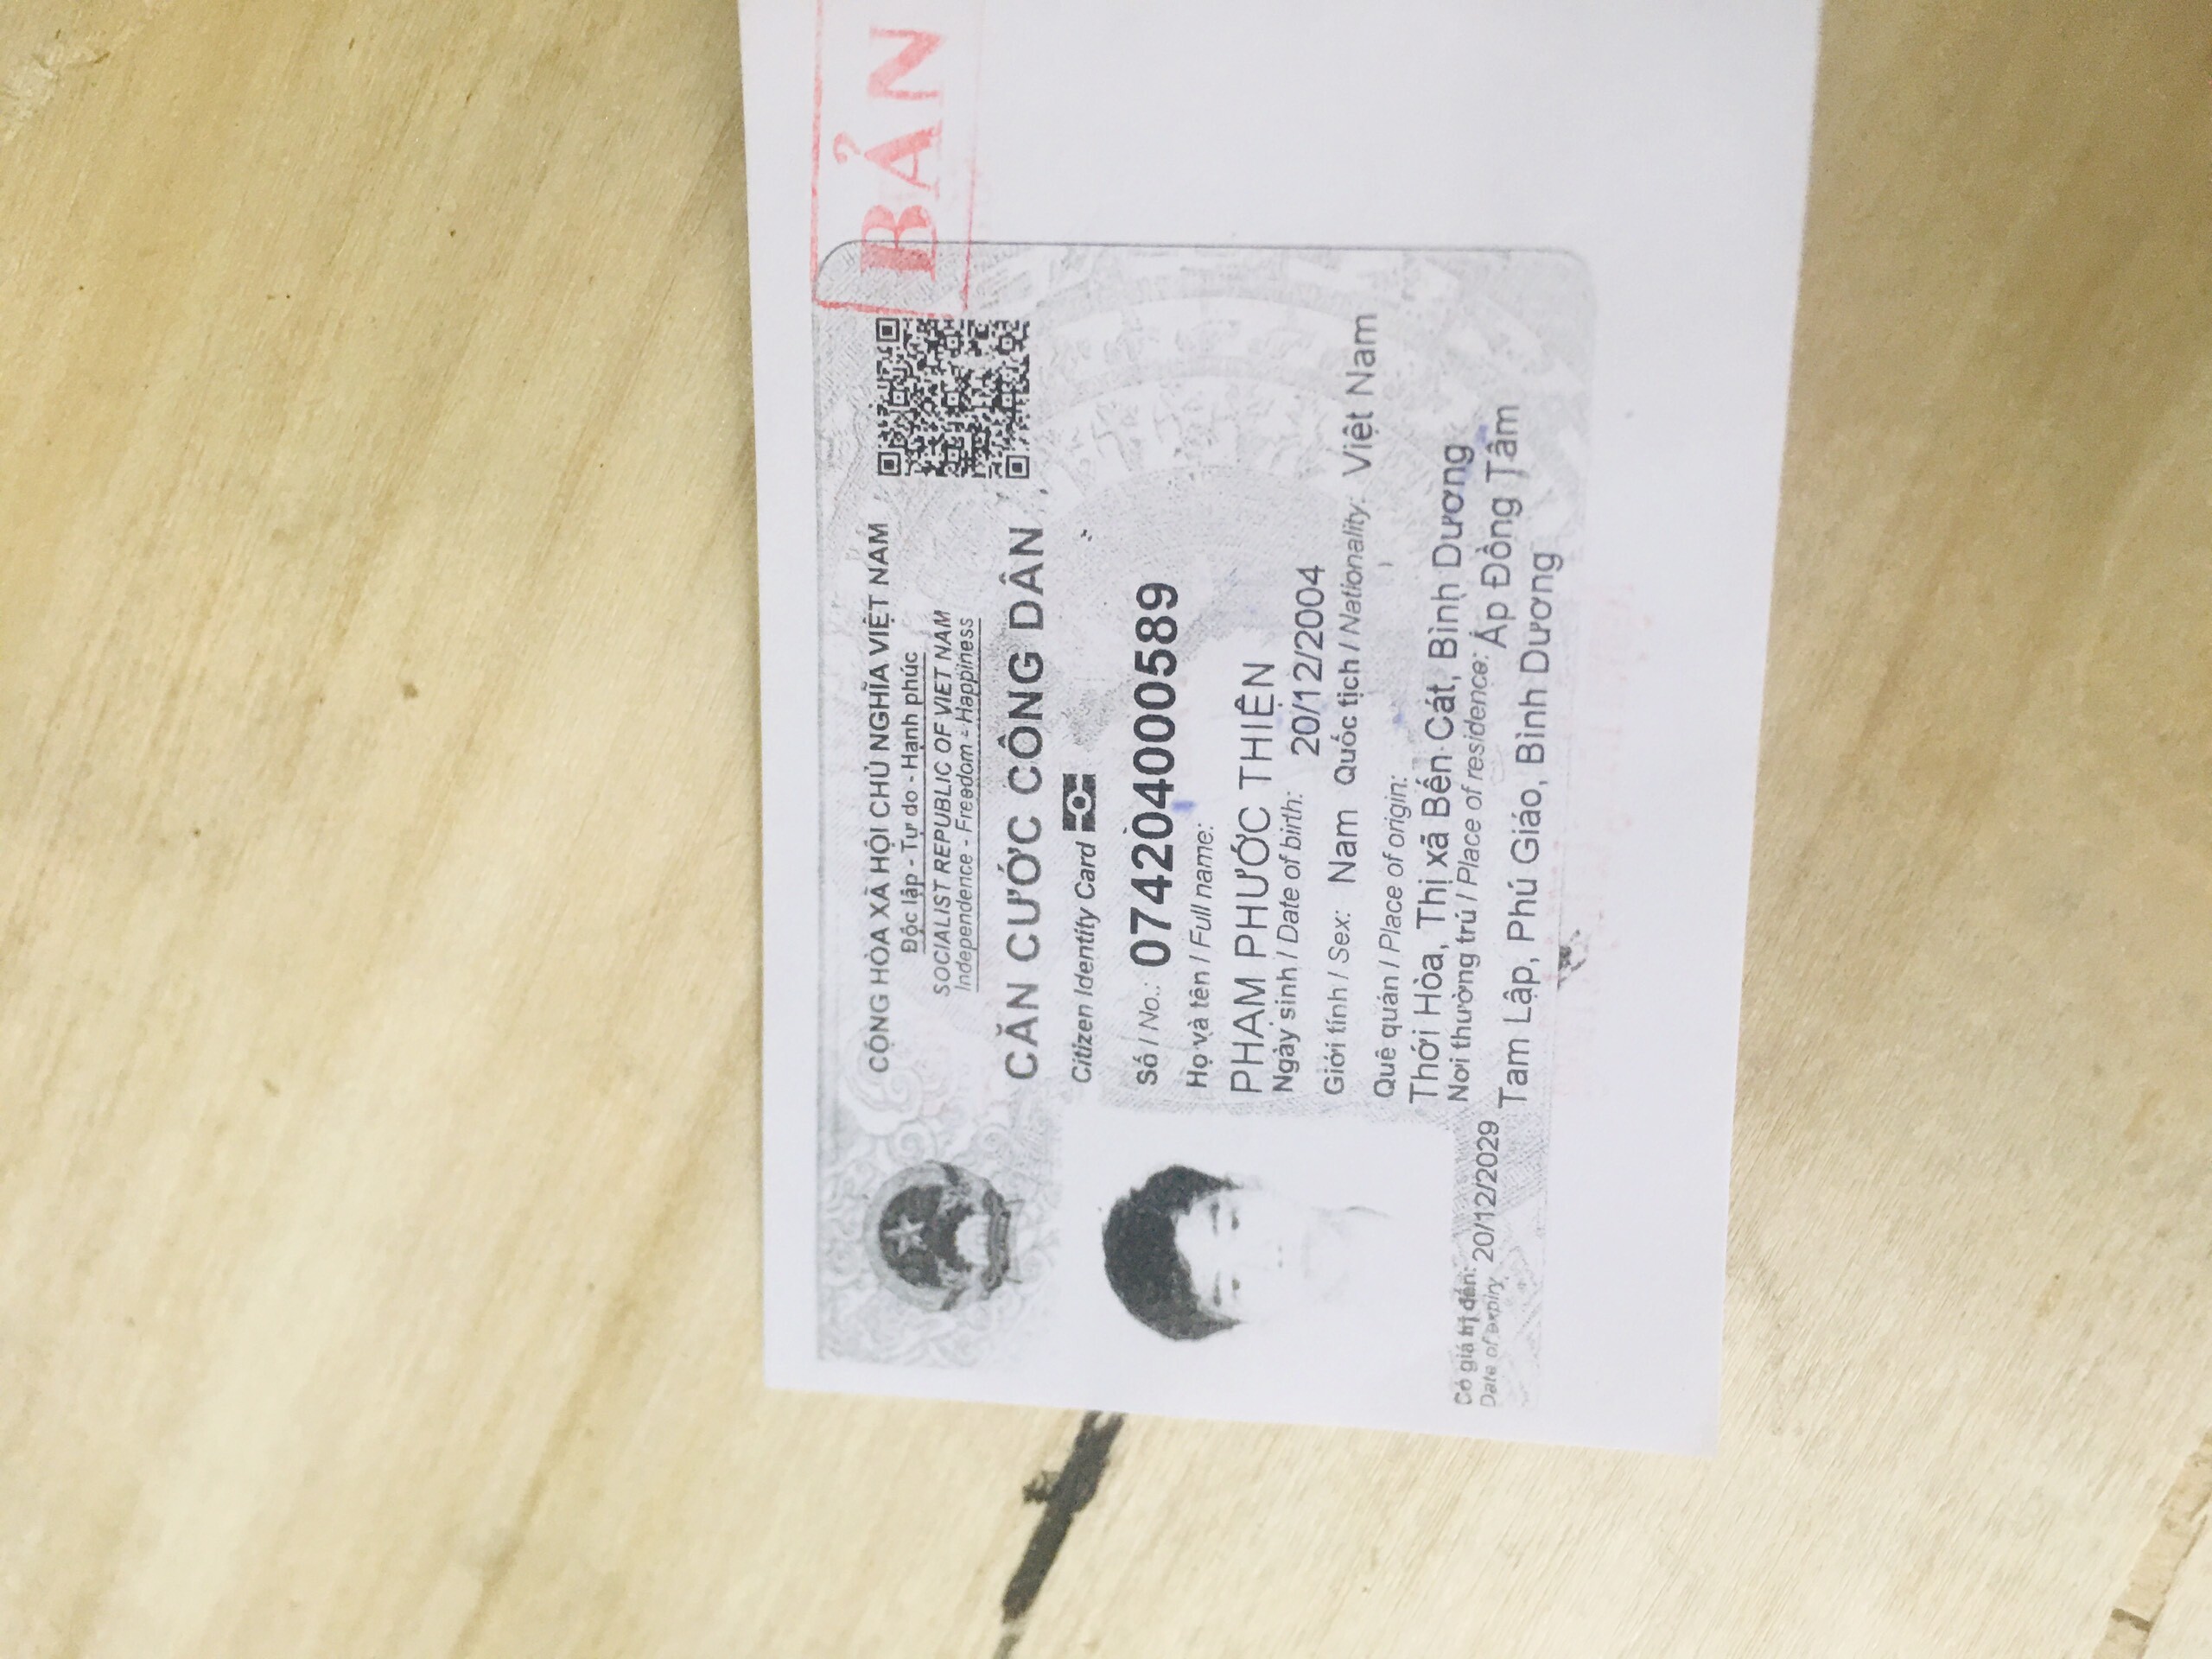 BẢN
CỘNG HÒA XÃ HỘI CHỦ NGHĨA VIỆT NAM
Độc lập - Tự do - Hạnh phúc
SOCIALIST REPUBLIC OF VIET NAM
Independence - Freedom - Happiness
CĂN CƯỚC CÔNG DÂN
Citizen Identity Card
Số / No.: 074204000589
Họ và tên / Full name:
PHẠM PHƯỚC THIỆN
Ngày sinh / Date of birth: 20/12/2004
Giới tính / Sex: Nam Quốc tịch / Nationality: Việt Nam
Quê quán / Place of origin:
Thới Hòa, Thị xã Bến Cát, Bình Dương
Nơi thường trú / Place of residence: Ấp Đồng Tâm
Tam Lập, Phú Giáo, Bình Dương
Có giá trị đến: 20/12/2029
Date of expiry